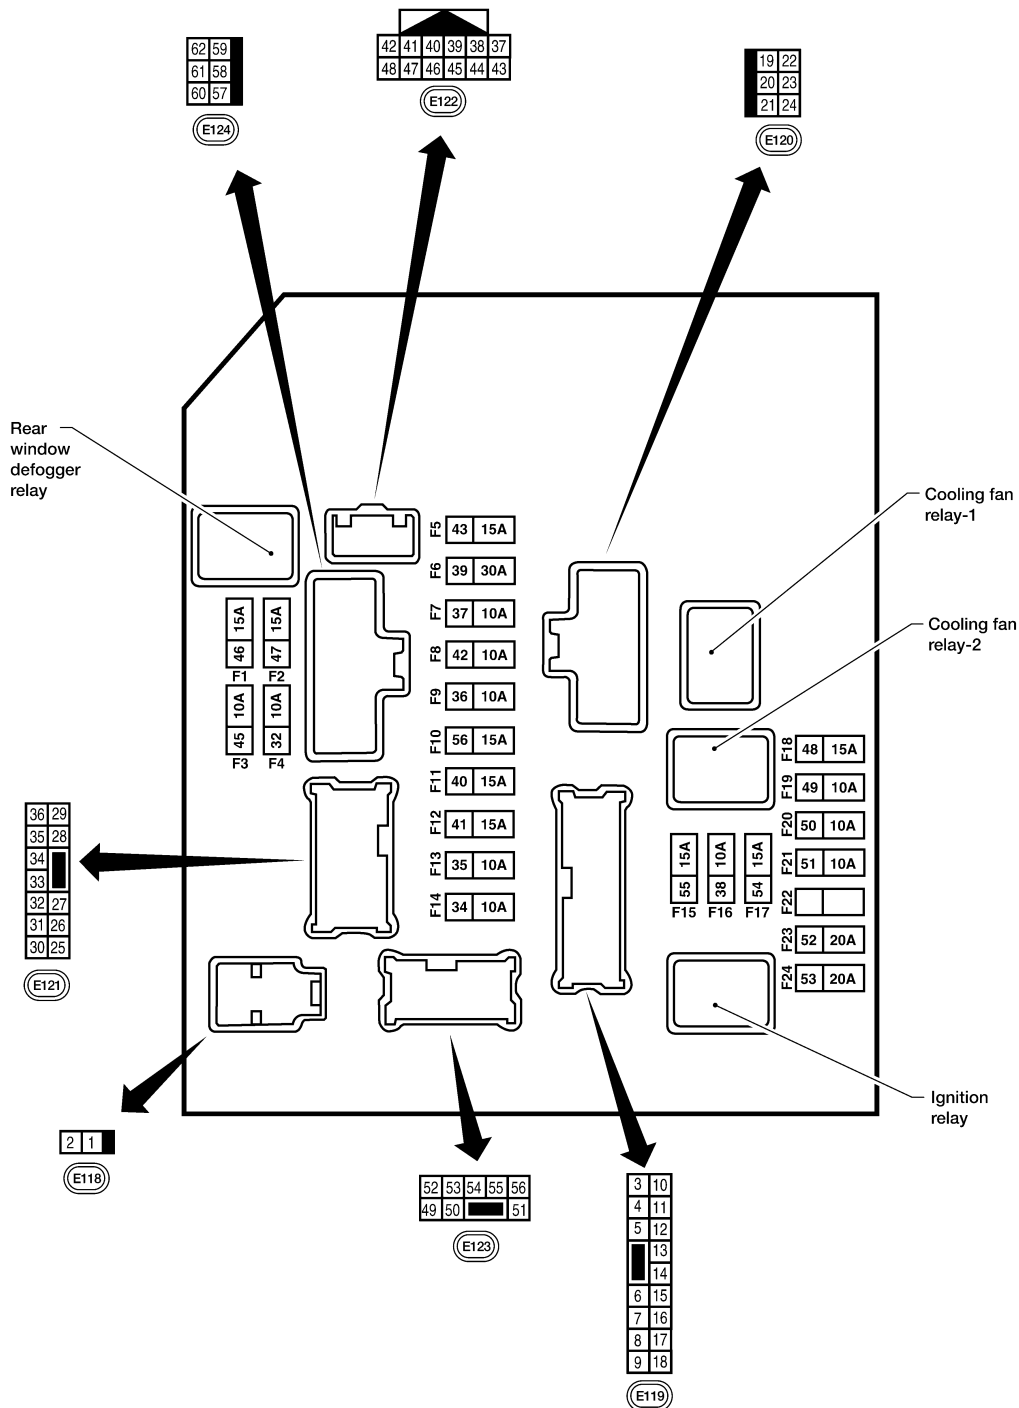 62 59
61 58
60 57
E124
42 41 40 39 38 37
48 47 46 45 44 43
E122
19 22
20 23
21 24
E120
Rear
window
defogger
relay
Cooling fan
relay-1
Cooling fan
relay-2
F5 43 15A
F6 39 30A
F7 37 10A
F8 42 10A
F9 36 10A
F10 56 15A
F11 40 15A
F12 41 15A
F13 35 10A
F14 34 10A
15A 46 F1
15A 47 F2
10A 45 F3
10A 32 F4
15A 55 F15
10A 38 F16
15A 54 F17
F18 48 15A
F19 49 10A
F20 50 10A
F21 51 10A
F22
F23 52 20A
F24 53 20A
36 29
35 28
34
33
32 27
31 26
30 25
E121
Ignition
relay
2 1
E118
52 53 54 55 56
49 50 51
E123
3 10
4 11
5 12
13
14
6 15
7 16
8 17
9 18
E119